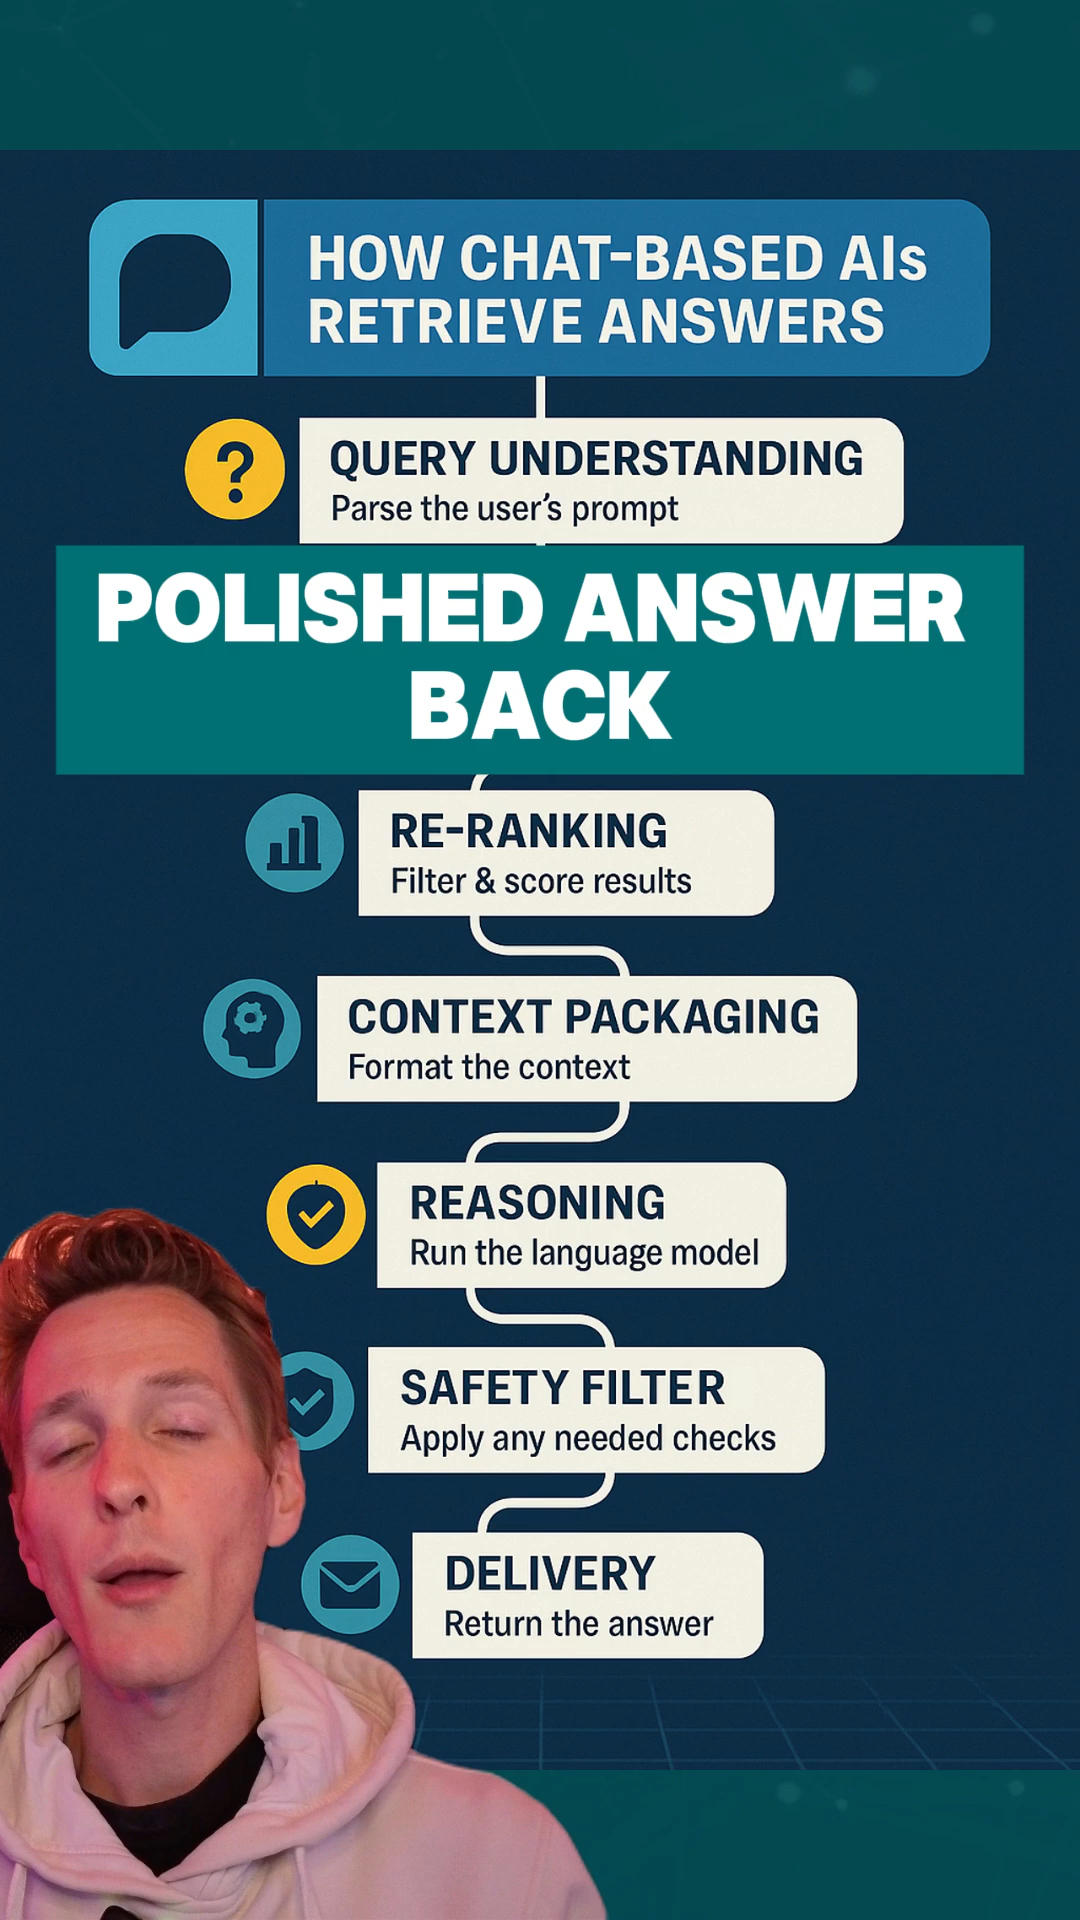 HOW CHAT-BASED AIs
RETRIEVE ANSWERS
QUERY UNDERSTANDING
Parse the user's prompt
POLISHED ANSWER
BACK
RE-RANKING
Filter & score results
CONTEXT PACKAGING
Format the context
REASONING
Run the language model
SAFETY FILTER
Apply any needed checks
DELIVERY
Return the answer